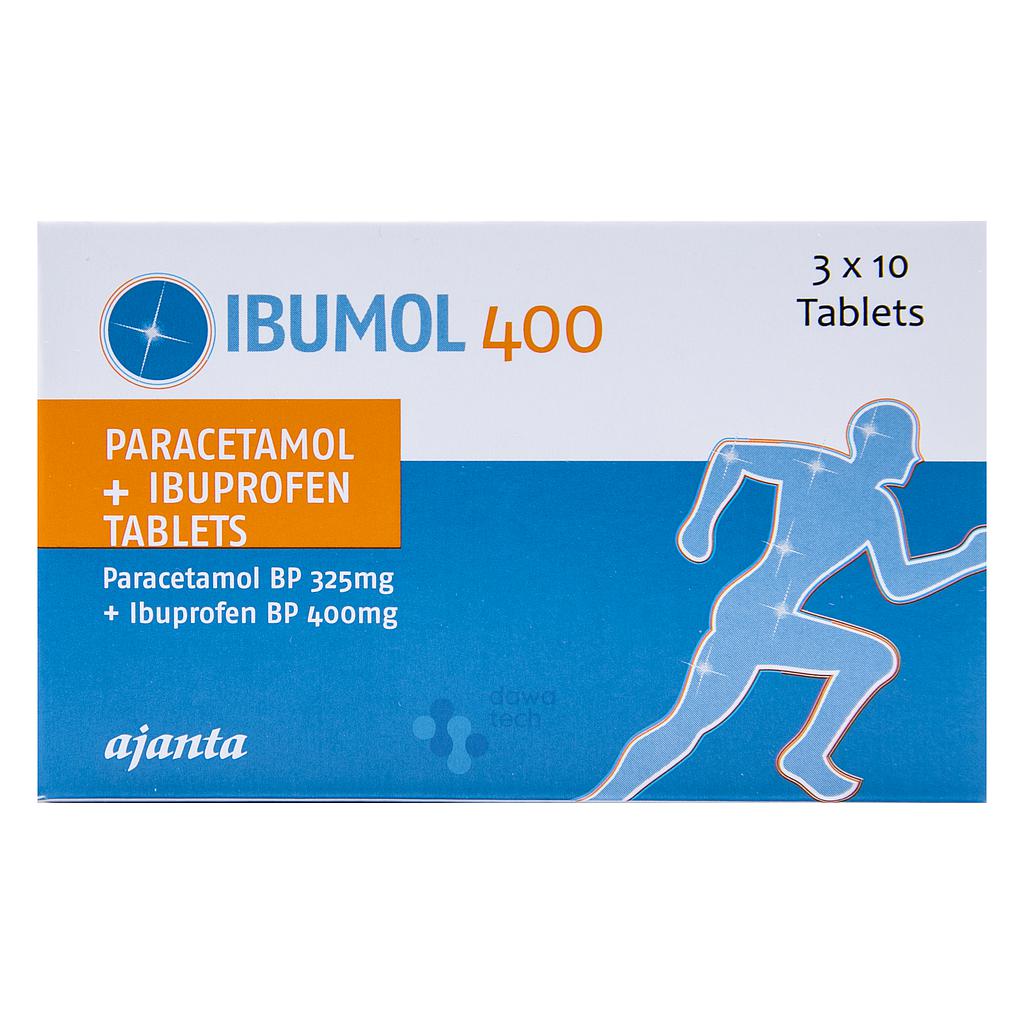 IBUMOL 400
3 x 10
Tablets
PARACETAMOL
+ IBUPROFEN
TABLETS
Paracetamol BP 325mg
+ Ibuprofen BP 400mg
dawa
tech
ajanta